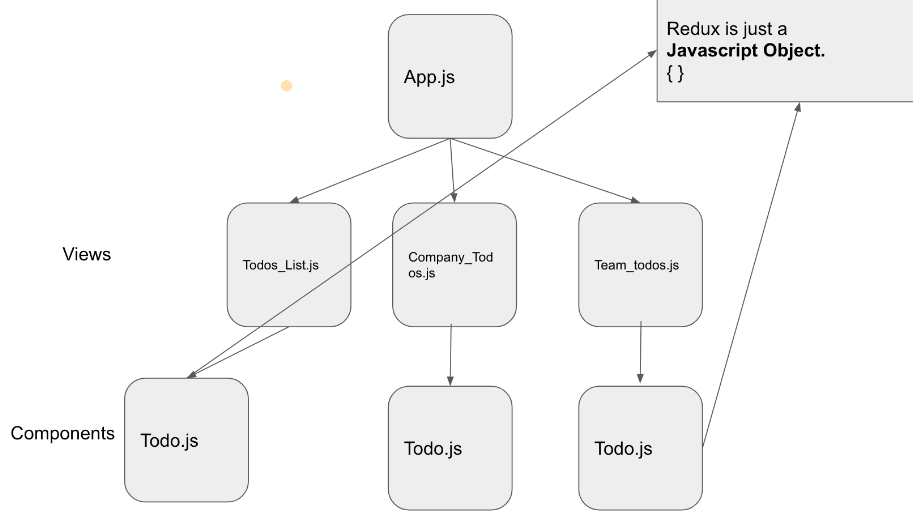 Redux is just a
Javascript Object.
{ }
App.js
Views
Todos_List.js
Company_Tod
os.js
Team_todos.js
Components
Todo.js
Todo.js
Todo.js